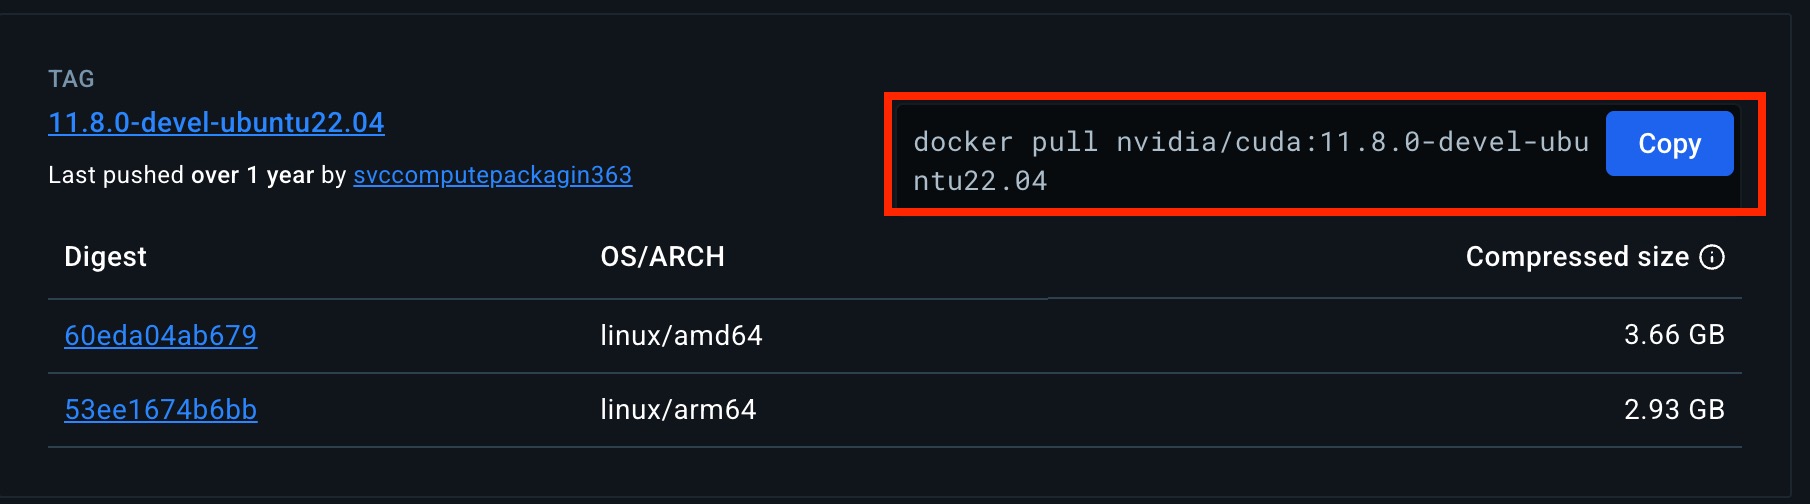 TAG
11.8.0-devel-ubuntu22.04
Last pushed over 1 year by svccomputepackagin363
docker pull nvidia/cuda:11.8.0-devel-ubu
ntu22.04
Copy
Digest OS/ARCH Compressed size
60eda04ab679 linux/amd64 3.66 GB
53ee1674b6bb linux/arm64 2.93 GB